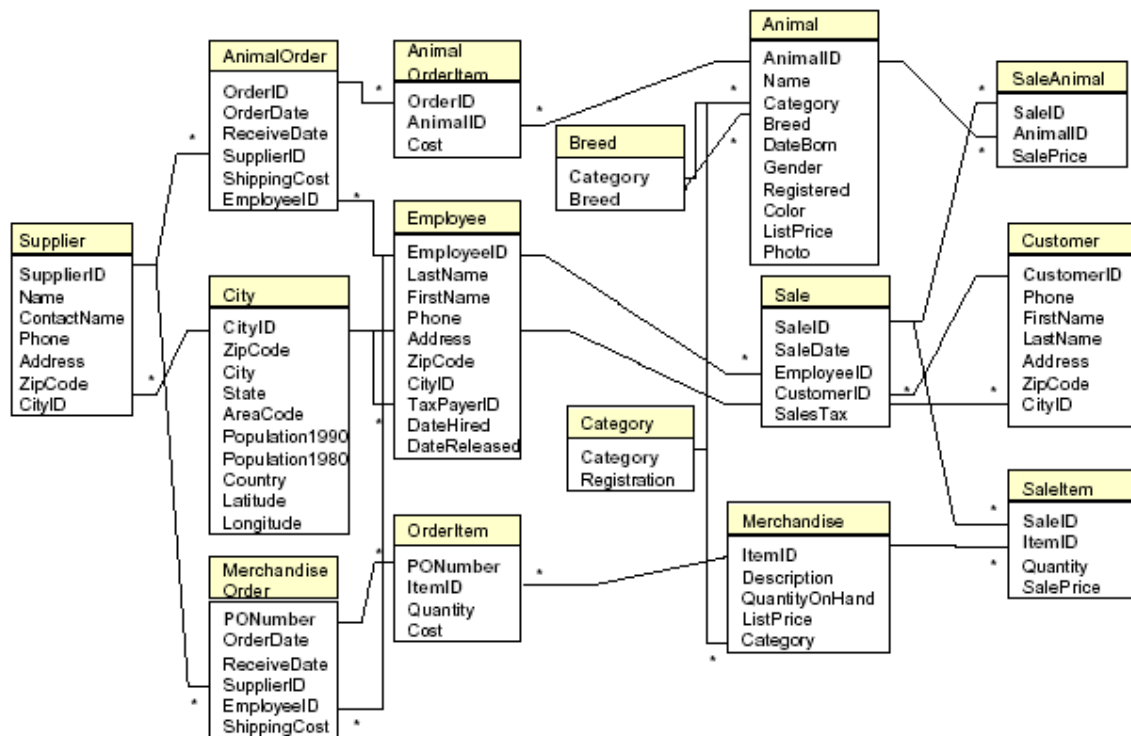 Animal
AnimalID
Name
Category
Breed
DateBorn
Gender
Registered
Color
ListPrice
Photo
AnimalOrder
OrderID
OrderDate
ReceiveDate
SupplierID
ShippingCost
EmployeeID
Animal
OrderItem
OrderID
AnimalID
Cost
SaleAnimal
SaleID
AnimalID
SalePrice
Breed
Category
Breed
Supplier
SupplierID
Name
ContactName
Phone
Address
ZipCode
CityID
Employee
EmployeeID
LastName
FirstName
Phone
Address
ZipCode
CityID
TaxPayerID
DateHired
DateReleased
Customer
CustomerID
Phone
FirstName
LastName
Address
ZipCode
CityID
City
CityID
ZipCode
City
State
AreaCode
Population1990
Population1980
Country
Latitude
Longitude
Sale
SaleID
SaleDate
EmployeeID
CustomerID
SalesTax
Category
Category
Registration
SaleItem
SaleID
ItemID
Quantity
SalePrice
OrderItem
PONumber
ItemID
Quantity
Cost
Merchandise
ItemID
Description
QuantityOnHand
ListPrice
Category
Merchandise
Order
PONumber
OrderDate
ReceiveDate
SupplierID
EmployeeID
ShippingCost